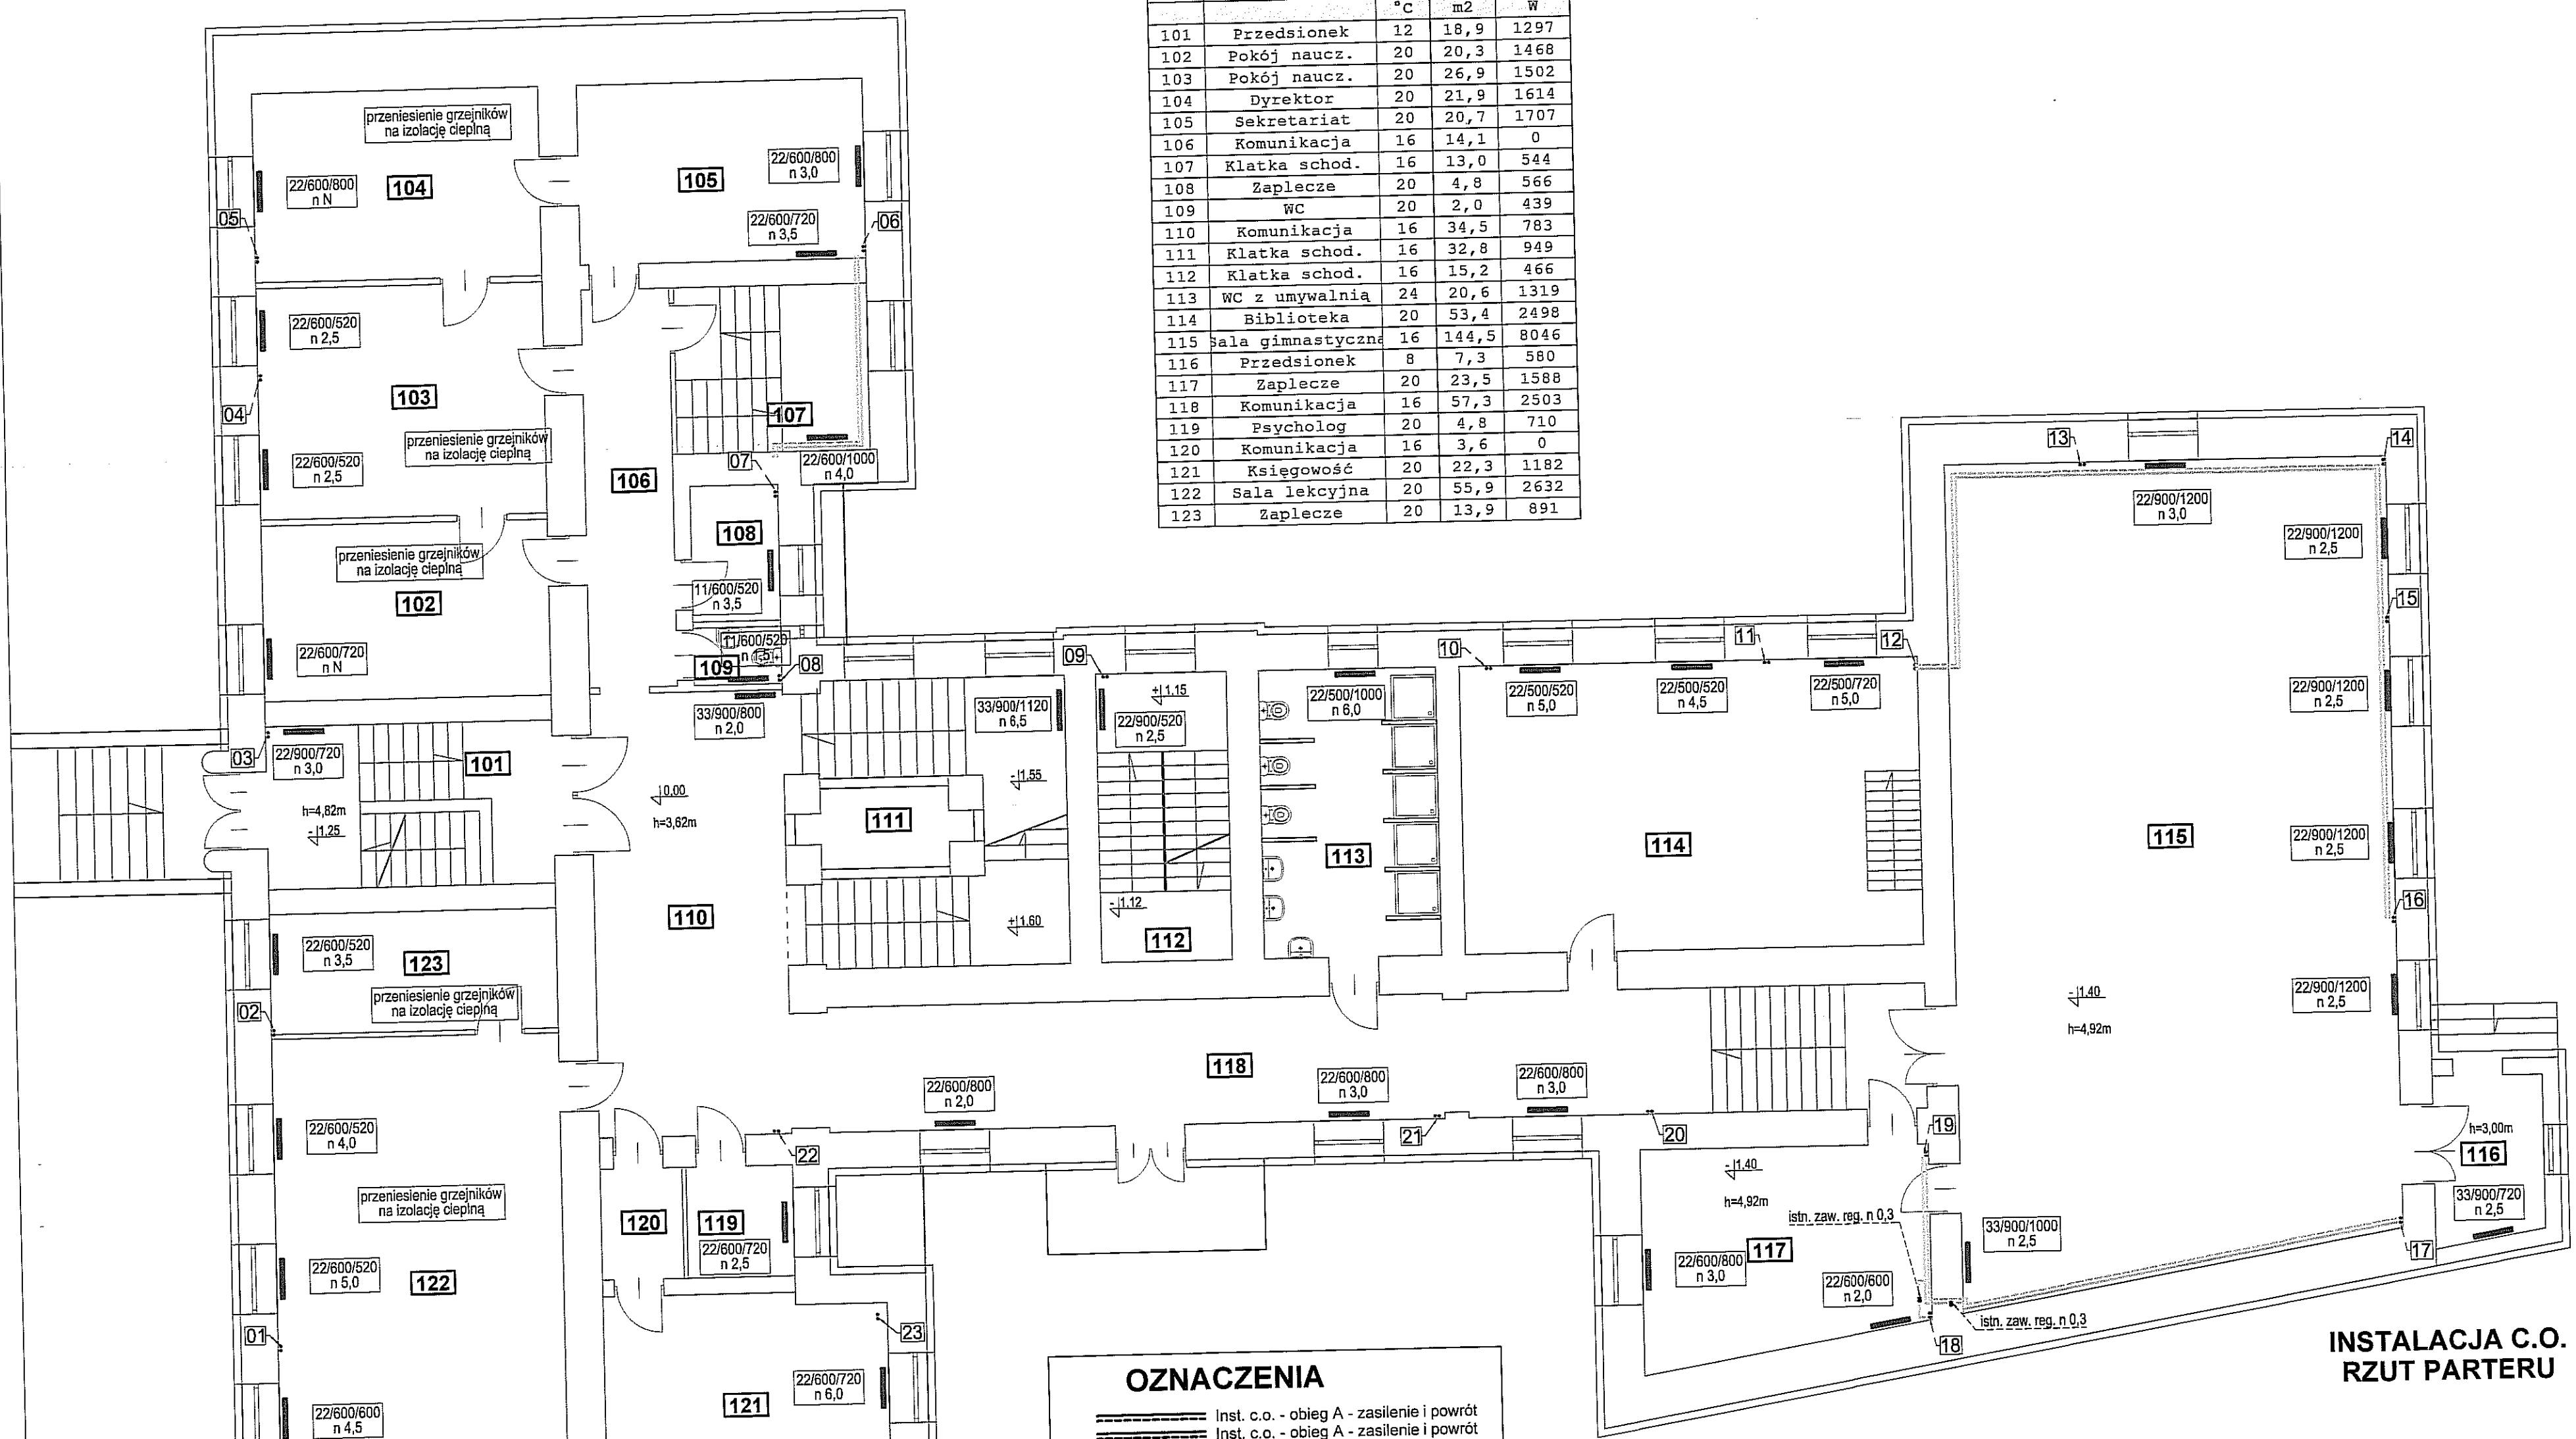 °C m2 W
101 Przedsionek 12 18,9 1297
102 Pokój naucz. 20 20,3 1468
103 Pokój naucz. 20 26,9 1502
104 Dyrektor 20 21,9 1614
105 Sekretariat 20 20,7 1707
106 Komunikacja 16 14,1 0
107 Klatka schod. 16 13,0 544
108 Zaplecze 20 4,8 566
109 WC 20 2,0 439
110 Komunikacja 16 34,5 783
111 Klatka schod. 16 32,8 949
112 Klatka schod. 16 15,2 466
113 WC z umywalnią 24 20,6 1319
114 Biblioteka 20 53,4 2498
115 Sala gimnastyczna 16 144,5 8046
116 Przedsionek 8 7,3 580
117 Zaplecze 20 23,5 1588
118 Komunikacja 16 57,3 2503
119 Psycholog 20 4,8 710
120 Komunikacja 16 3,6 0
121 Księgowość 20 22,3 1182
122 Sala lekcyjna 20 55,9 2632
123 Zaplecze 20 13,9 891
przeniesienie grzejników
na izolację cieplną
22/600/800
n N
104
05
105
22/600/800
n 3,0
22/600/720
n 3,5
06
22/600/520
n 2,5
103
04
przeniesienie grzejników
na izolację cieplną
22/600/520
n 2,5
107
22/600/1000
n 4,0
07
106
108
przeniesienie grzejników
na izolację cieplną
102
22/600/720
n N
11/600/520
n 3,5
11/600/520
109
08
33/900/800
n 2,0
03
22/900/720
n 3,0
101
h=4,82m
-1.25
0.00
h=3,62m
33/900/1120
n 6,5
-1.55
111
+1.60
110
09
+1.15
22/900/520
n 2,5
-1.12
112
22/500/1000
n 6,0
113
10
11
12
22/500/520
n 5,0
22/500/520
n 4,5
22/500/720
n 5,0
114
13
14
22/900/1200
n 3,0
22/900/1200
n 2,5
15
22/900/1200
n 2,5
115
22/900/1200
n 2,5
16
22/900/1200
n 2,5
-1.40
h=4,92m
22/600/520
n 3,5
123
przeniesienie grzejników
na izolację cieplną
02
22/600/520
n 4,0
przeniesienie grzejników
na izolację cieplną
22/600/520
n 5,0
122
01
22/600/600
n 4,5
118
22/600/800
n 2,0
22/600/800
n 3,0
22/600/800
n 3,0
22
21
20
19
120
119
22/600/720
n 2,5
23
22/600/720
n 6,0
121
-1.40
h=4,92m
istn. zaw. reg. n 0,3
117
22/600/800
n 3,0
22/600/600
n 2,0
33/900/1000
n 2,5
istn. zaw. reg. n 0,3
18
h=3,00m
116
33/900/720
n 2,5
17
OZNACZENIA
Inst. c.o. - obieg A - zasilenie i powrót
Inst. c.o. - obieg A - zasilenie i powrót
INSTALACJA C.O.
RZUT PARTERU